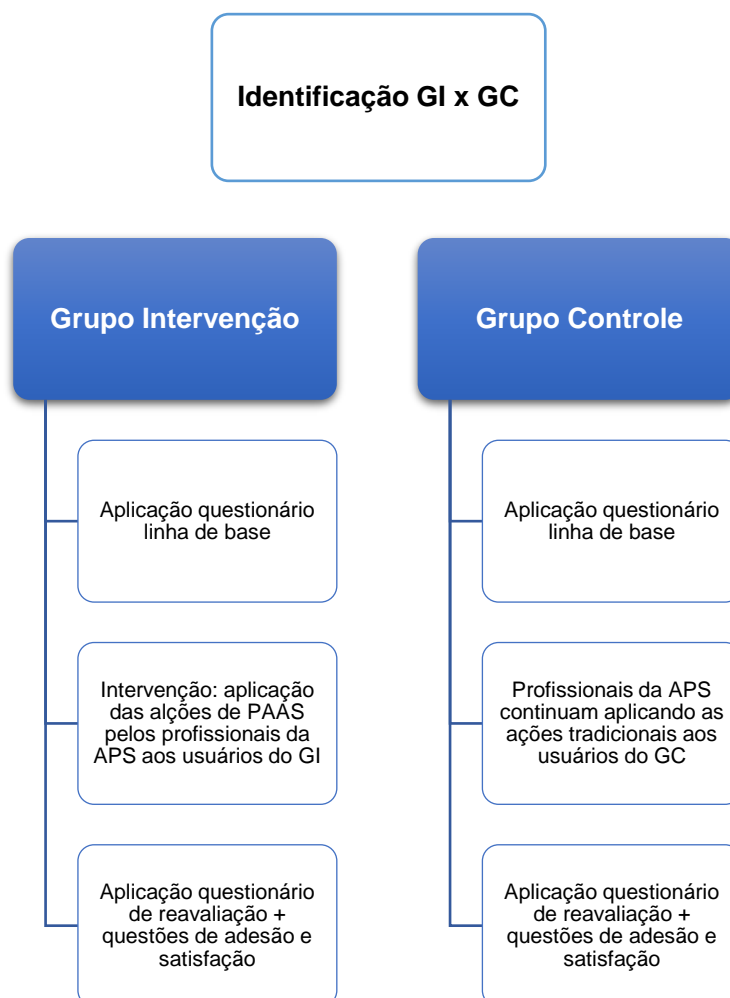 Identificação GI x GC
Grupo Intervenção
Aplicação questionário
linha de base
Intervenção: aplicação
das alções de PAAS
pelos profissionais da
APS aos usuários do GI
Aplicação questionário
de reavaliação +
questões de adesão e
satisfação
Grupo Controle
Aplicação questionário
linha de base
Profissionais da APS
continuam aplicando as
ações tradicionais aos
usuários do GC
Aplicação questionário
de reavaliação +
questões de adesão e
satisfação